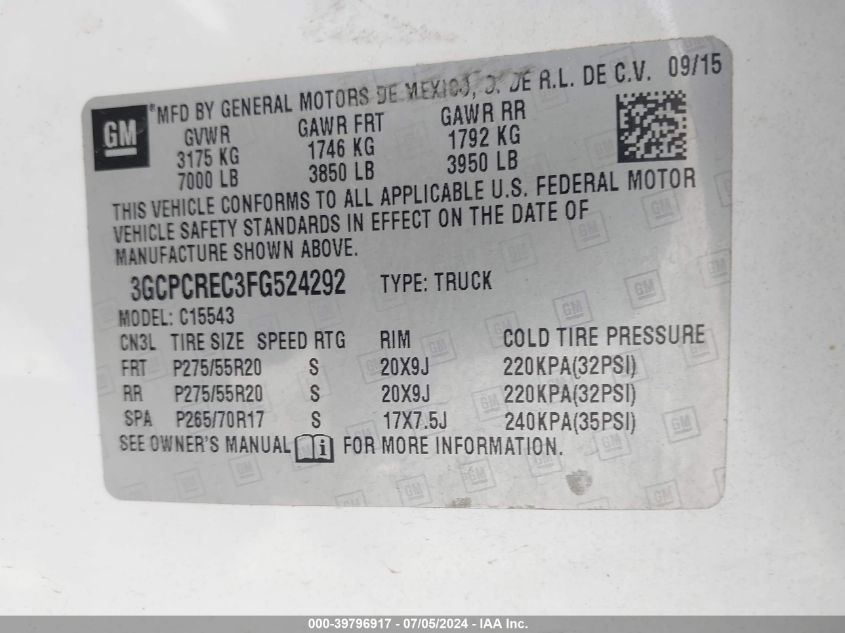 GM
®MFD BY GENERAL MOTORS DE MEXICO, S. DE R.L. DE C.V. 09/15
GVWR GAWR FRT GAWR RR
3175 KG 1746 KG 1792 KG
7000 LB 3850 LB 3950 LB
THIS VEHICLE CONFORMS TO ALL APPLICABLE U.S. FEDERAL MOTOR
VEHICLE SAFETY STANDARDS IN EFFECT ON THE DATE OF
MANUFACTURE SHOWN ABOVE.
3GCPCREC3FG524292 TYPE: TRUCK
MODEL: C15543
CN3L TIRE SIZE SPEED RTG RIM COLD TIRE PRESSURE
FRT P275/55R20 S 20X9J 220KPA(32PSI)
RR P275/55R20 S 20X9J 220KPA(32PSI)
SPA P265/70R17 S 17X7.5J 240KPA(35PSI)
SEE OWNER'S MANUAL i FOR MORE INFORMATION.
000-39796917 - 07/05/2024 - IAA Inc.